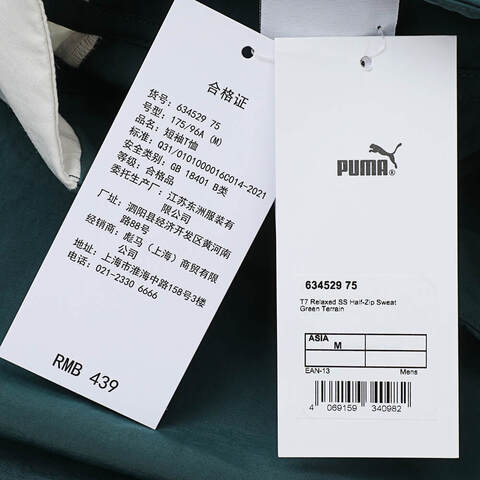 合格证
货号: 634529 75
号型: 175/96A (M)
品名: 短袖T恤
标准: Q31/0101000016C014-2021
安全类别: GB 18401 B类
等级: 合格品
委托生产厂: 江苏东洲服装有
限公司
厂址: 泗阳县经济开发区黄河南
路88号
经销商: 彪马(上海)商贸有限
公司
地址: 上海市淮海中路158号3楼
电话: 021-2330 6666
RMB 439
PUMA®
634529 75
T7 Relaxed SS Half-Zip Sweat
Green Terrain
ASIA
M
EAN-13 Mens
4 069159 340982